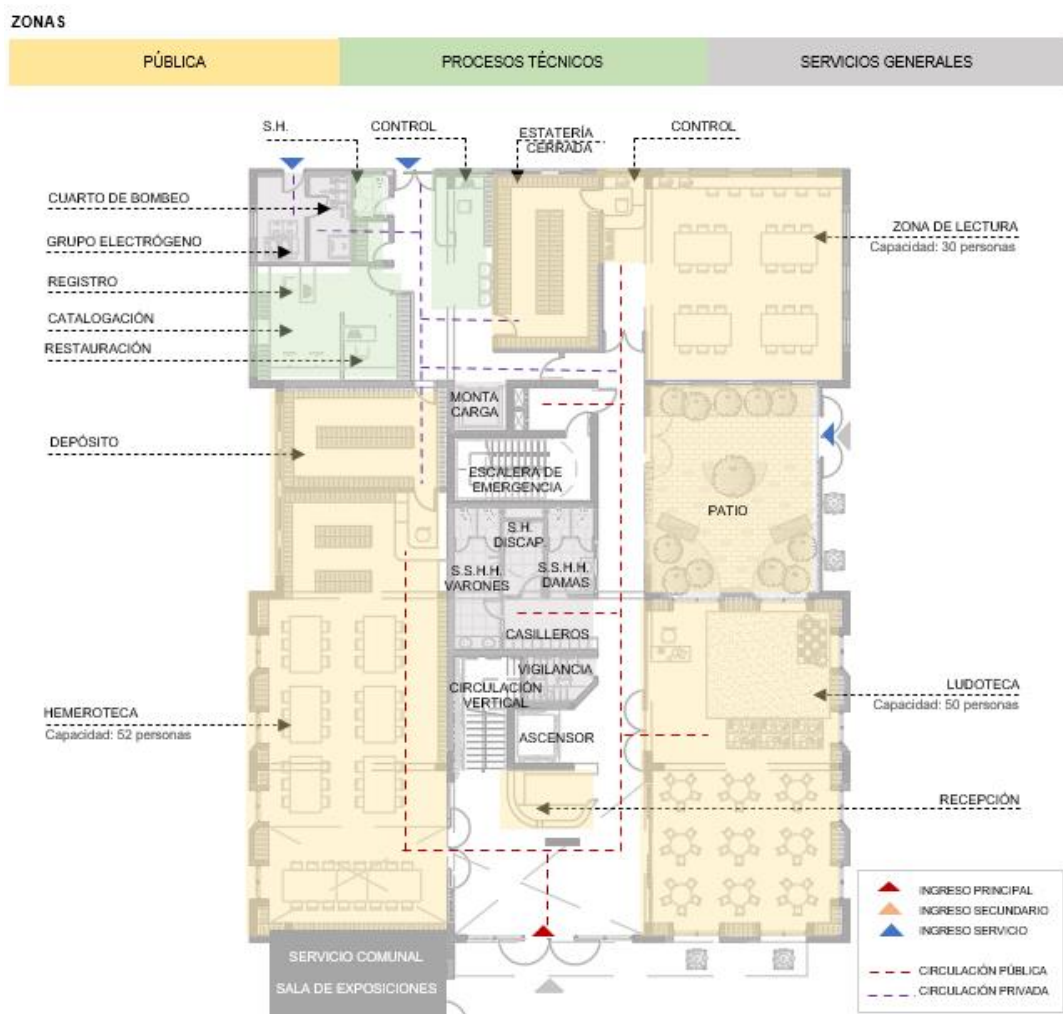 ZONAS
PÚBLICA
PROCESOS TÉCNICOS
SERVICIOS GENERALES
S.H.
CONTROL
ESTATERÍA
CERRADA
CONTROL
CUARTO DE BOMBEO
GRUPO ELECTRÓGENO
REGISTRO
CATALOGACIÓN
RESTAURACIÓN
ZONA DE LECTURA
Capacidad: 30 personas
DEPÓSITO
MONTA
CARGA
ESCALERA DE
EMERGENCIA
PATIO
S.H.
DISCAP.
S.S.H.H.
VARONES
S.S.H.H.
DAMAS
CASILLEROS
VIGILANCIA
CIRCULACIÓN
VERTICAL
ASCENSOR
HEMEROTECA
Capacidad: 52 personas
LUDOTECA
Capacidad: 50 personas
RECEPCIÓN
INGRESO PRINCIPAL
INGRESO SECUNDARIO
INGRESO SERVICIO
CIRCULACIÓN PÚBLICA
CIRCULACIÓN PRIVADA
SERVICIO COMUNAL
SALA DE EXPOSICIONES